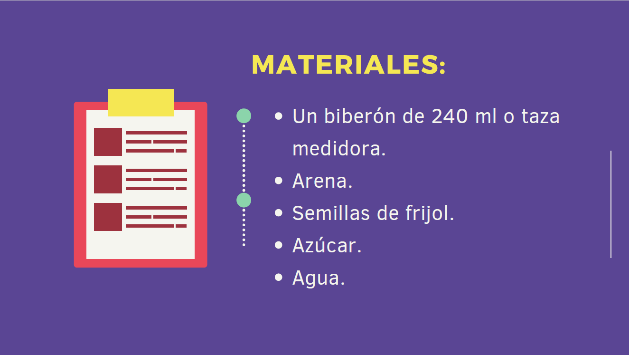 MATERIALES:
• Un biberón de 240 ml o taza
medidora.
• Arena.
• Semillas de frijol.
• Azúcar.
• Agua.